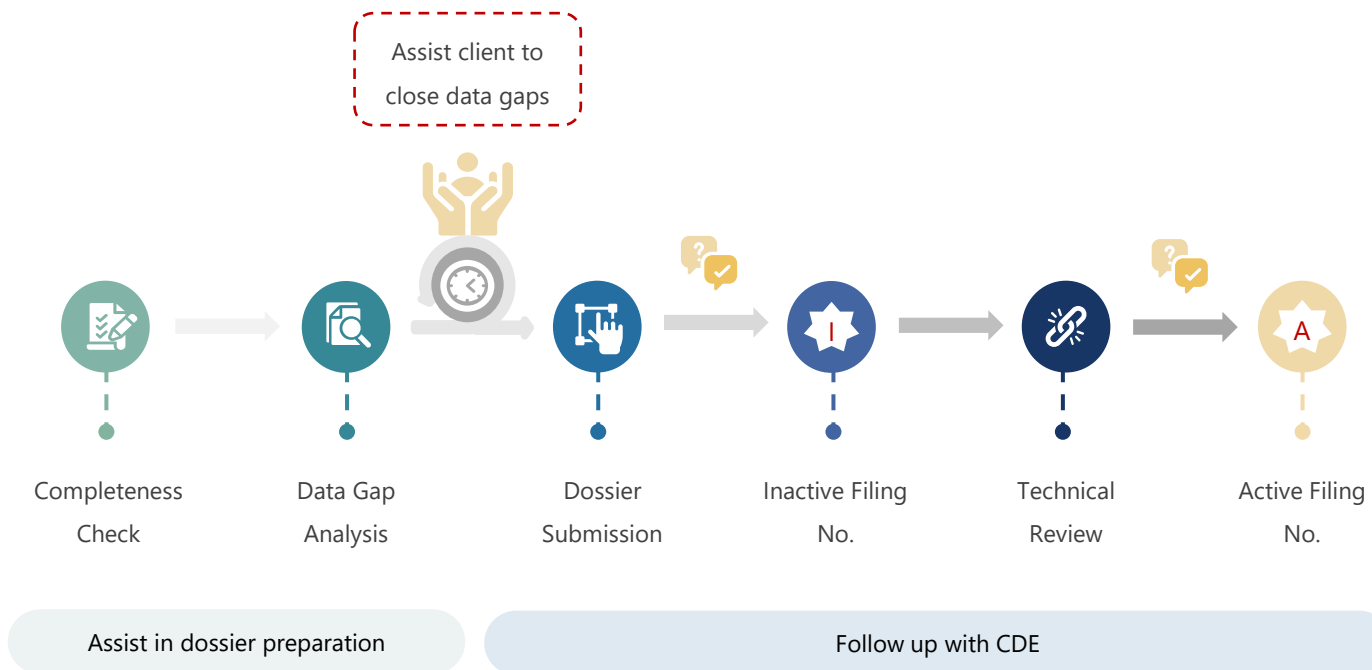 Assist client to
close data gaps
?
?
I
A
Completeness
Check
Data Gap
Analysis
Dossier
Submission
Inactive Filing
No.
Technical
Review
Active Filing
No.
Assist in dossier preparation
Follow up with CDE